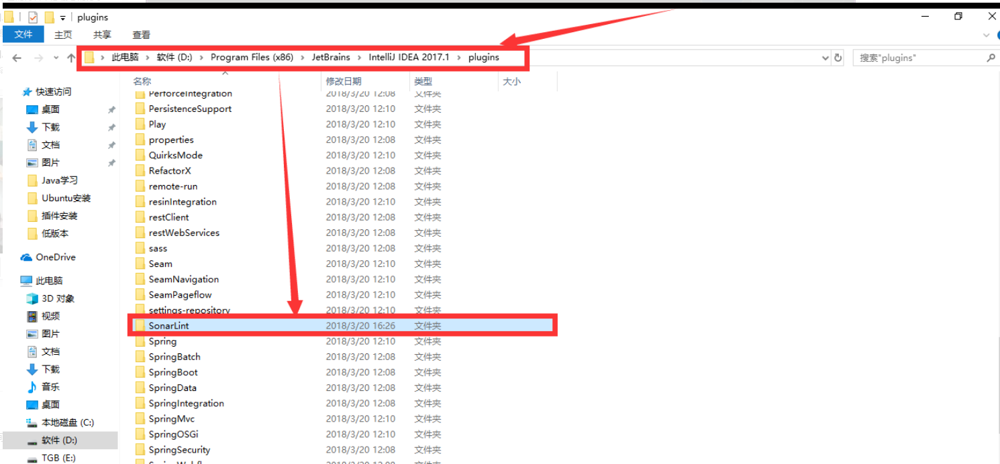 plugins
文件 主页 共享 查看
此电脑 › 软件 (D:) › Program Files (x86) › JetBrains › IntelliJ IDEA 2017.1 › plugins 搜索"plugins"
名称 修改日期 类型 大小
快速访问
桌面
下载
文档
图片
Java学习
Ubuntu安装
插件安装
低版本
OneDrive
此电脑
3D 对象
视频
图片
文档
下载
音乐
桌面
本地磁盘 (C:)
软件 (D:)
TGB (E:)
PerforceIntegration 2018/3/20 12:08 文件夹
PersistenceSupport 2018/3/20 12:10 文件夹
Play 2018/3/20 12:10 文件夹
properties 2018/3/20 12:08 文件夹
QuirksMode 2018/3/20 12:10 文件夹
RefactorX 2018/3/20 12:08 文件夹
remote-run 2018/3/20 12:08 文件夹
resinIntegration 2018/3/20 12:10 文件夹
restClient 2018/3/20 12:08 文件夹
restWebServices 2018/3/20 12:08 文件夹
sass 2018/3/20 12:08 文件夹
Seam 2018/3/20 12:10 文件夹
SeamNavigation 2018/3/20 12:10 文件夹
SeamPageflow 2018/3/20 12:10 文件夹
settings-repository 2018/3/20 12:10 文件夹
SonarLint 2018/3/20 16:26 文件夹
Spring 2018/3/20 12:10 文件夹
SpringBatch 2018/3/20 12:08 文件夹
SpringBoot 2018/3/20 12:08 文件夹
SpringData 2018/3/20 12:08 文件夹
SpringIntegration 2018/3/20 12:08 文件夹
SpringMvc 2018/3/20 12:10 文件夹
SpringOSGi 2018/3/20 12:10 文件夹
SpringSecurity 2018/3/20 12:08 文件夹